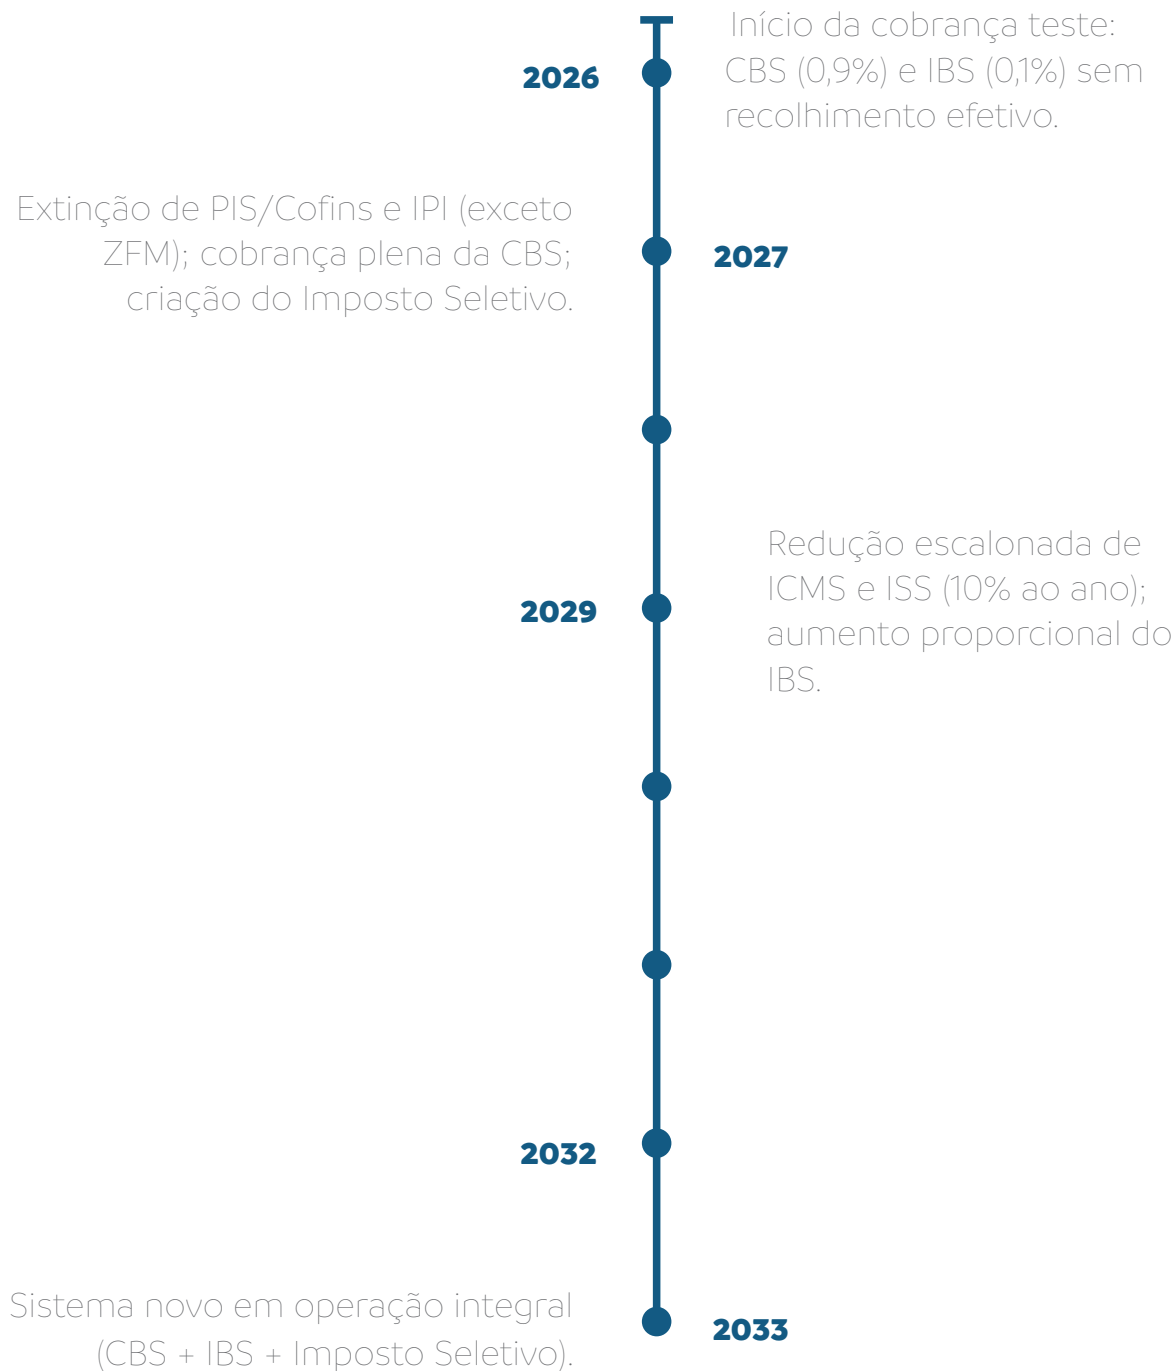 2026
Início da cobrança teste:
CBS (0,9%) e IBS (0,1%) sem
recolhimento efetivo.
Extinção de PIS/Cofins e IPI (exceto
ZFM); cobrança plena da CBS;
criação do Imposto Seletivo.
2027
2029
Redução escalonada de
ICMS e ISS (10% ao ano);
aumento proporcional do
IBS.
2032
Sistema novo em operação integral
(CBS + IBS + Imposto Seletivo).
2033